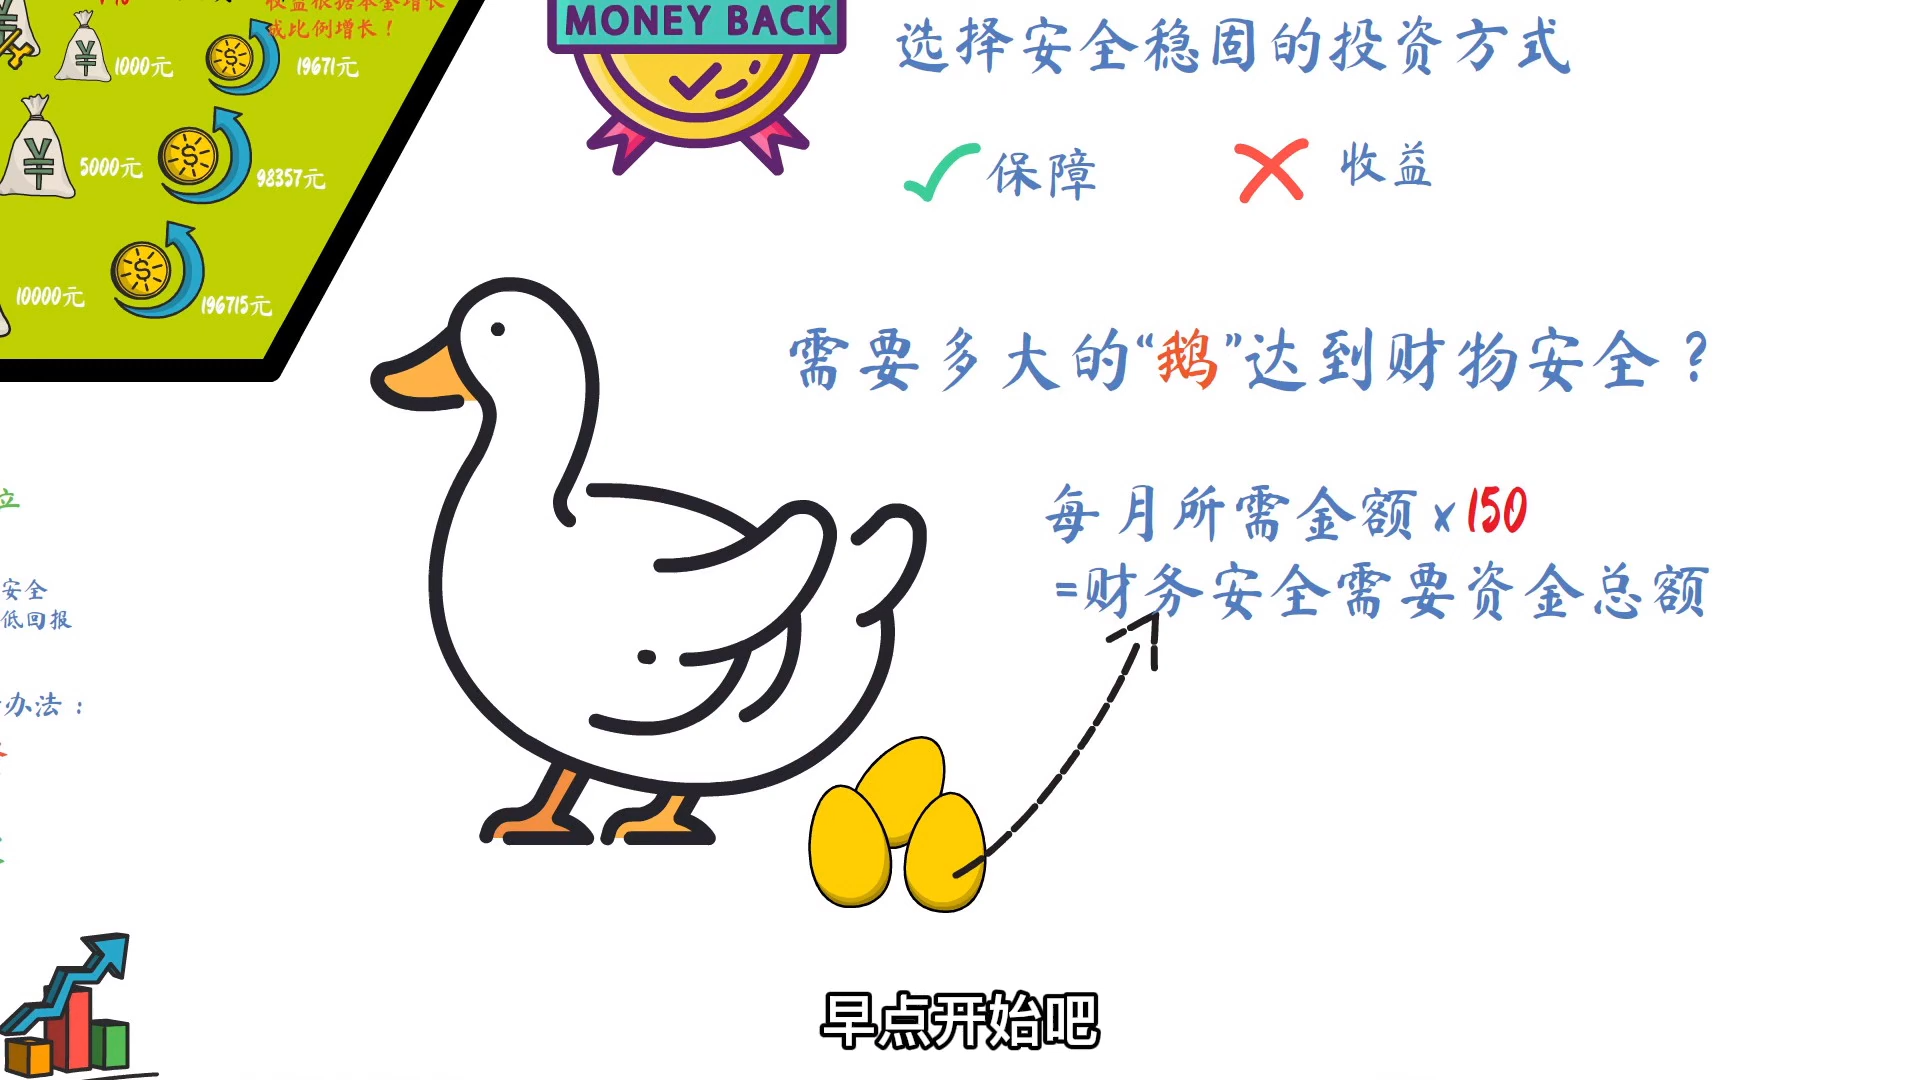 成比例增长！
1000元
19671元
5000元
98357元
10000元
196715元
MONEY BACK
选择安全稳固的投资方式
保障
收益
需要多大的“鹅”达到财物安全？
每月所需金额×150
=财务安全需要资金总额
立
安全
低回报
办法：
早点开始吧